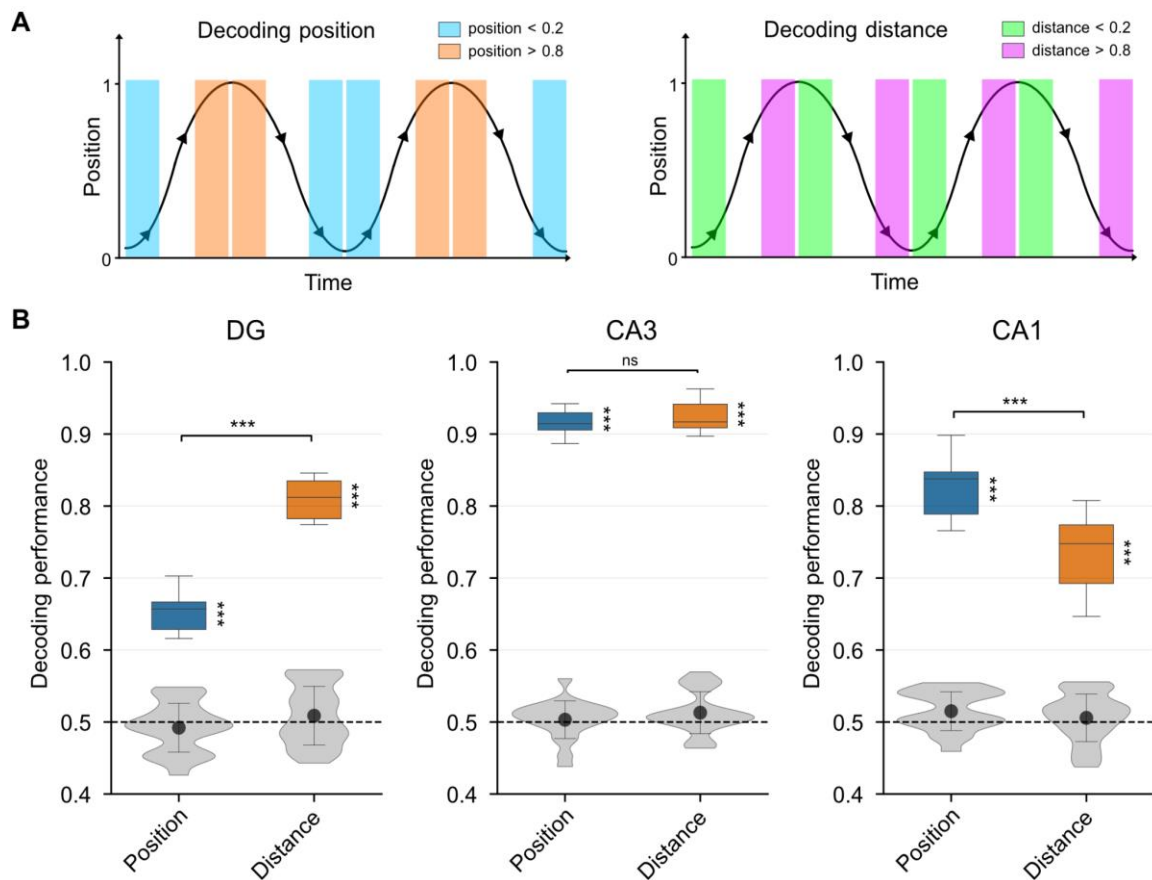 A
Decoding position
position < 0.2
position > 0.8
1
0
Position
Time
Decoding distance
distance < 0.2
distance > 0.8
1
0
Position
Time
B
DG
1.0
0.9
0.8
0.7
0.6
0.5
0.4
Decoding performance
***
***
***
Position
Distance
CA3
1.0
0.9
0.8
0.7
0.6
0.5
0.4
Decoding performance
ns
***
***
Position
Distance
CA1
1.0
0.9
0.8
0.7
0.6
0.5
0.4
Decoding performance
***
***
***
Position
Distance